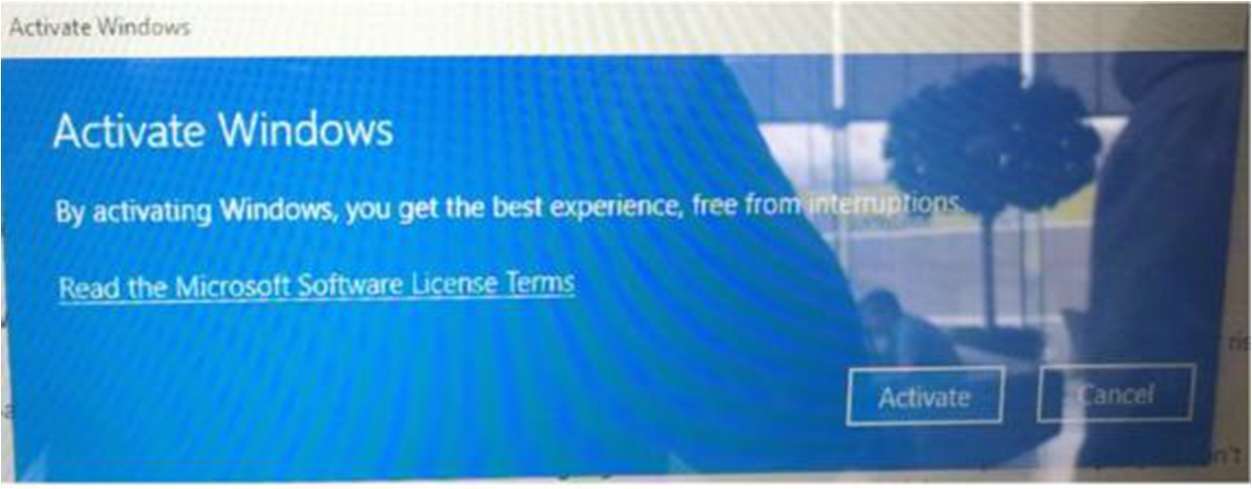 Activate Windows
Activate Windows
By activating Windows, you get the best experience, free from interruptions.
Read the Microsoft Software License Terms
Activate
Cancel